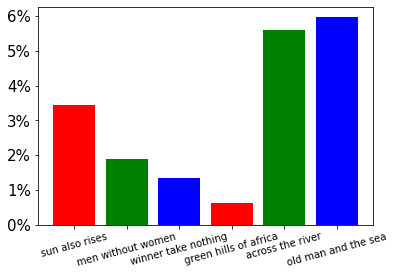 6%
5%
4%
3%
2%
1%
0%
sun also rises
men without women
winner take nothing
green hills of africa
across the river
old man and the sea